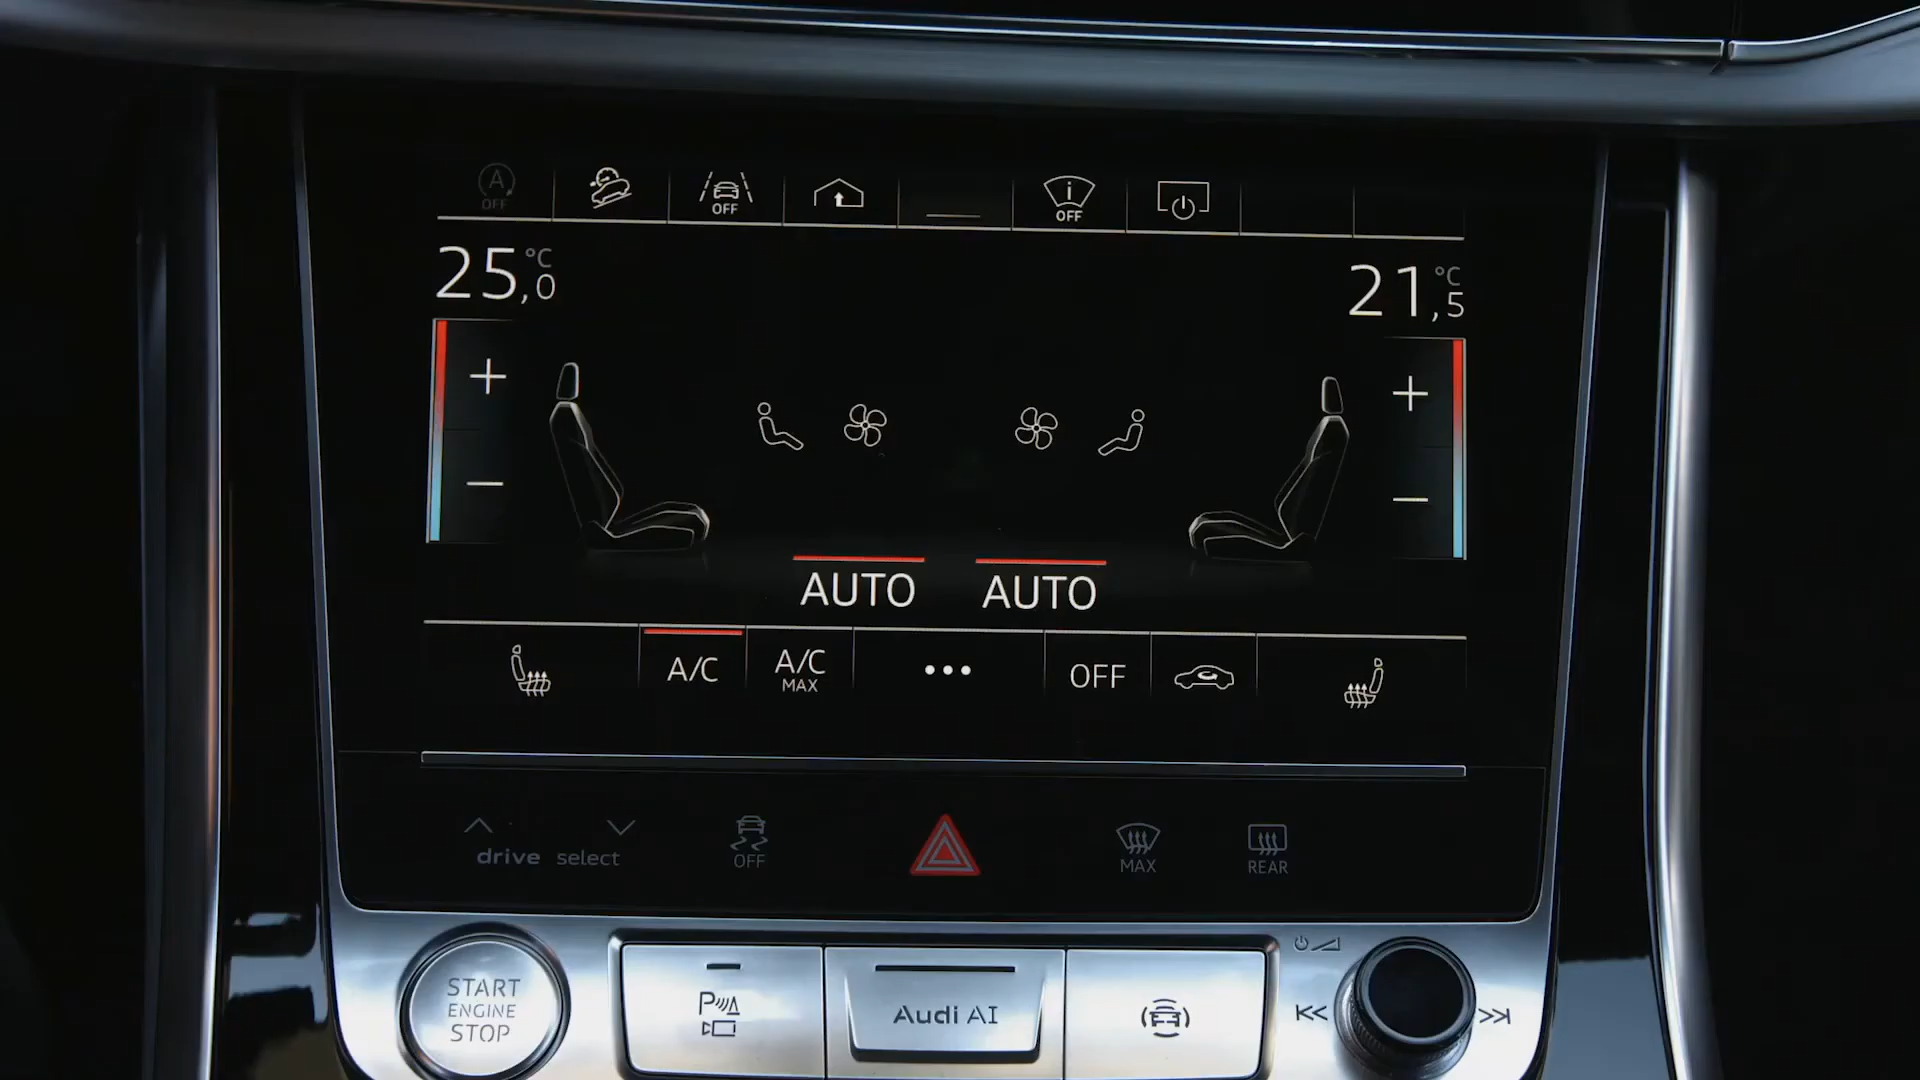 A
OFF
OFF
i
OFF
25,0 °C
21,5 °C
+
+
−
−
AUTO AUTO
A/C
A/C
MAX
•••
OFF
drive select
OFF
MAX
REAR
START
ENGINE
STOP
P
Audi AI